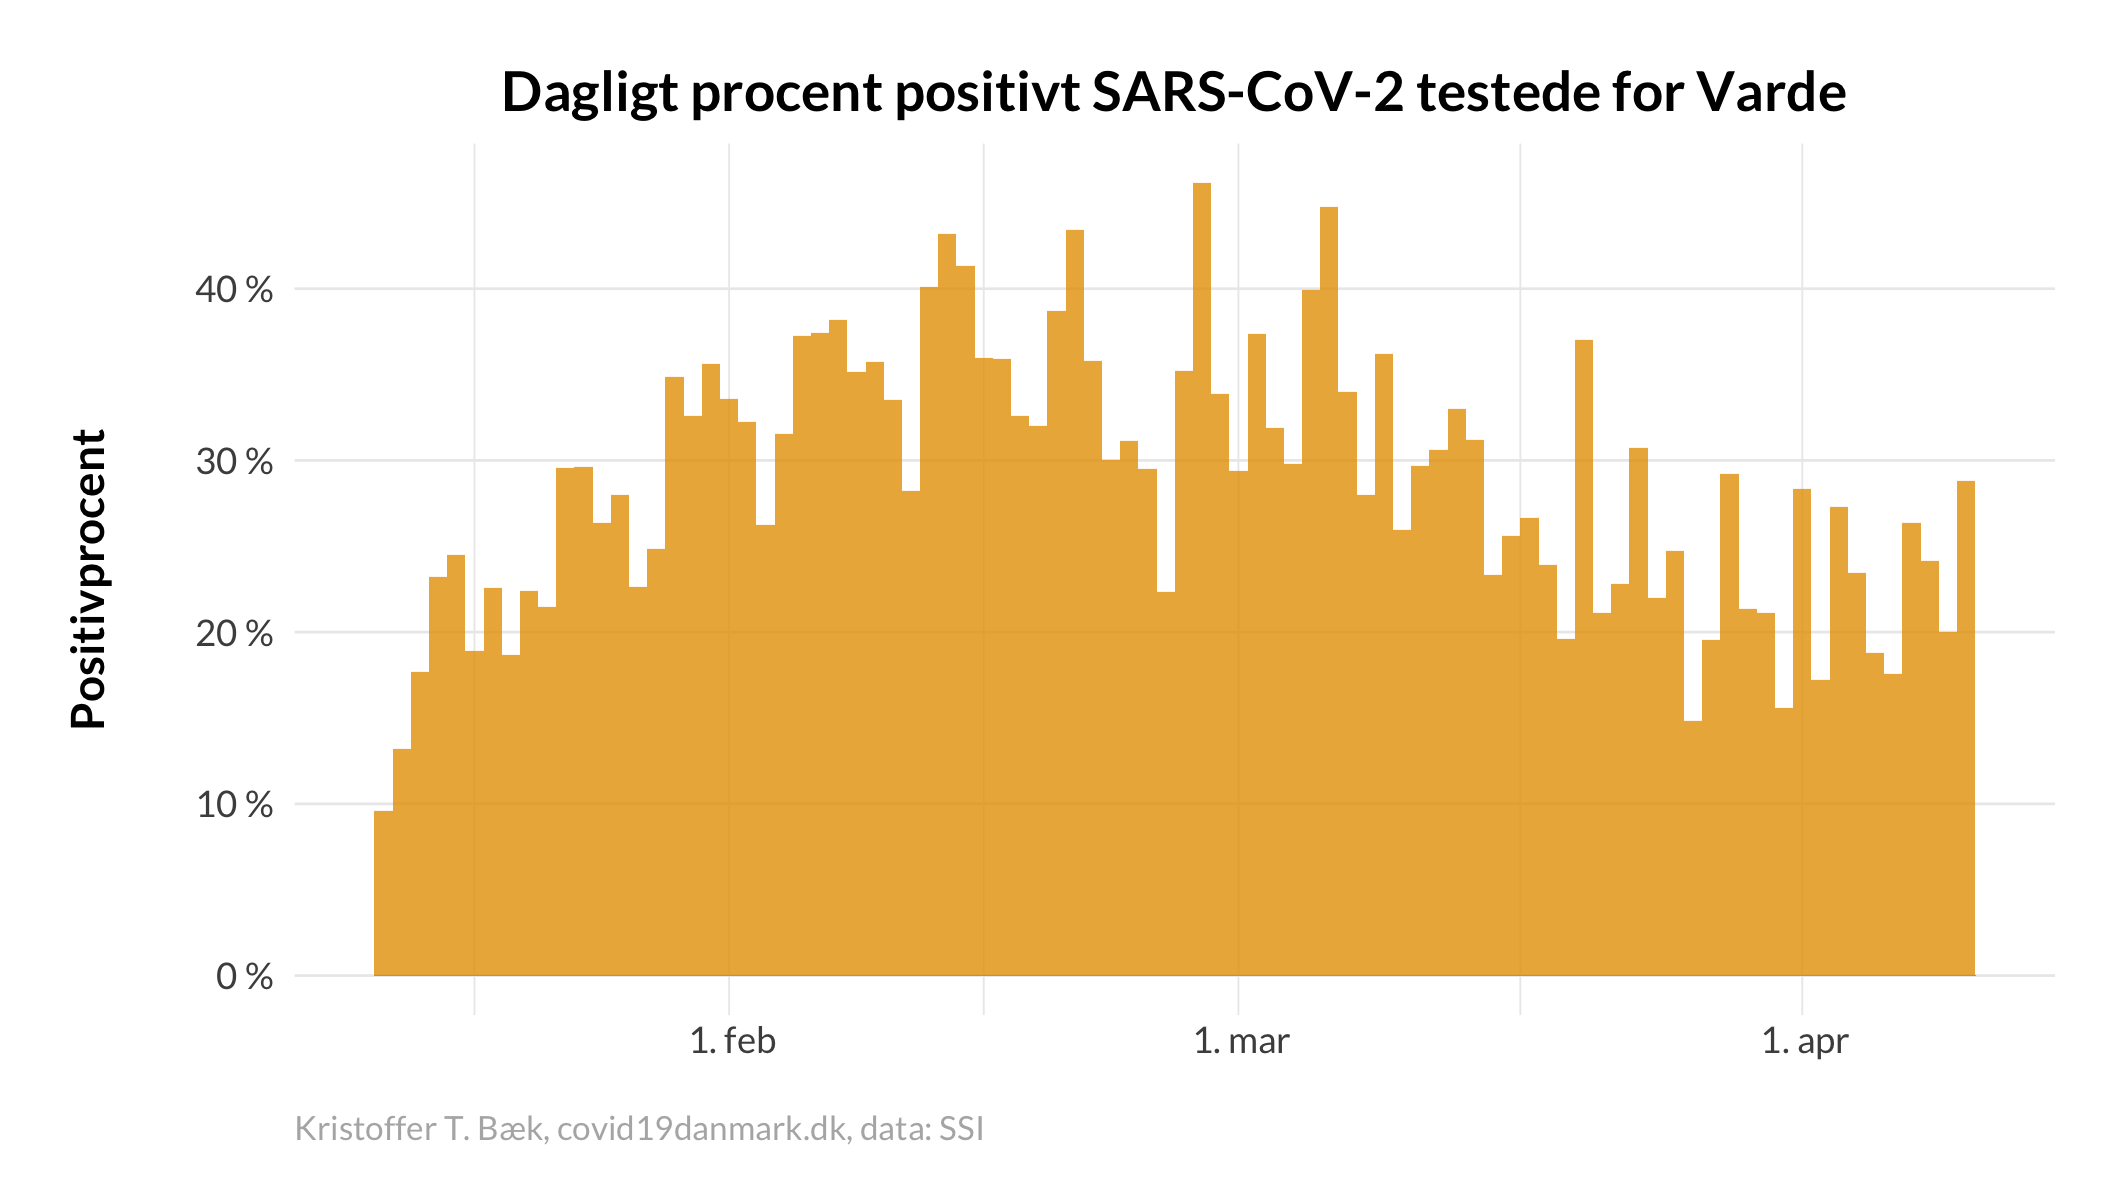 Dagligt procent positivt SARS-CoV-2 testede for Varde
Positivprocent
40 %
30 %
20 %
10 %
0 %
1. feb
1. mar
1. apr
Kristoffer T. Bæk, covid19danmark.dk, data: SSI